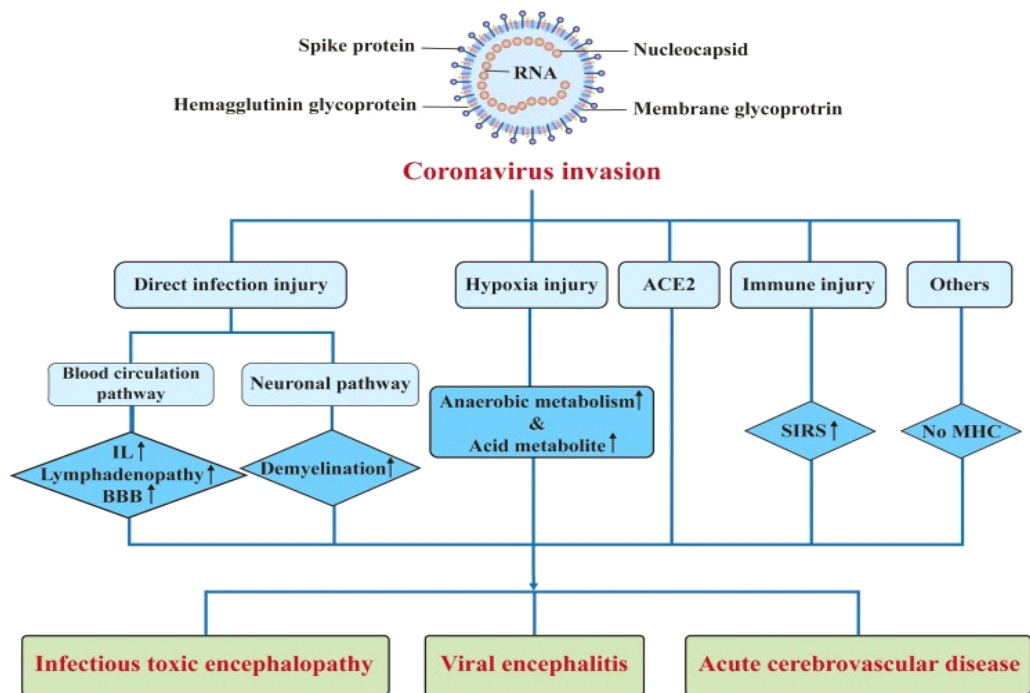 Spike protein
Nucleocapsid
RNA
Hemagglutinin glycoprotein
Membrane glycoprotrin
Coronavirus invasion
Direct infection injury
Hypoxia injury
ACE2
Immune injury
Others
Blood circulation
pathway
Neuronal pathway
Anaerobic metabolism↑
&
Acid metabolite↑
IL↑
Lymphadenopathy↑
BBB↑
Demyelination↑
SIRS↑
No MHC
Infectious toxic encephalopathy
Viral encephalitis
Acute cerebrovascular disease